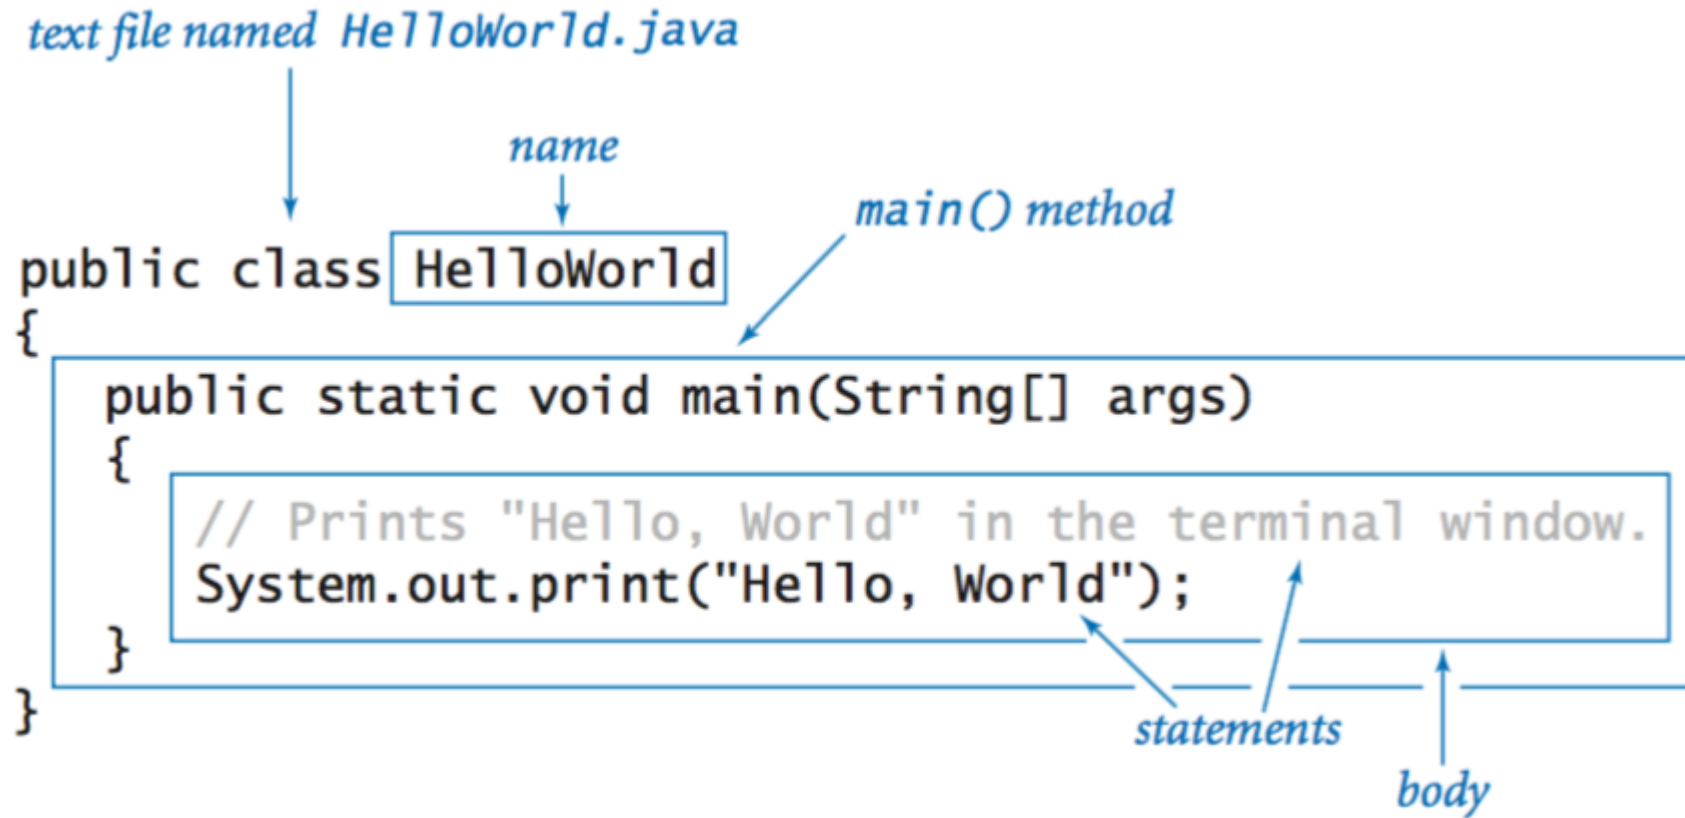 text file named HelloWorld.java
name
main() method
public class HelloWorld
{
public static void main(String[] args)
{
// Prints "Hello, World" in the terminal window.
System.out.print("Hello, World");
}
}
statements
body